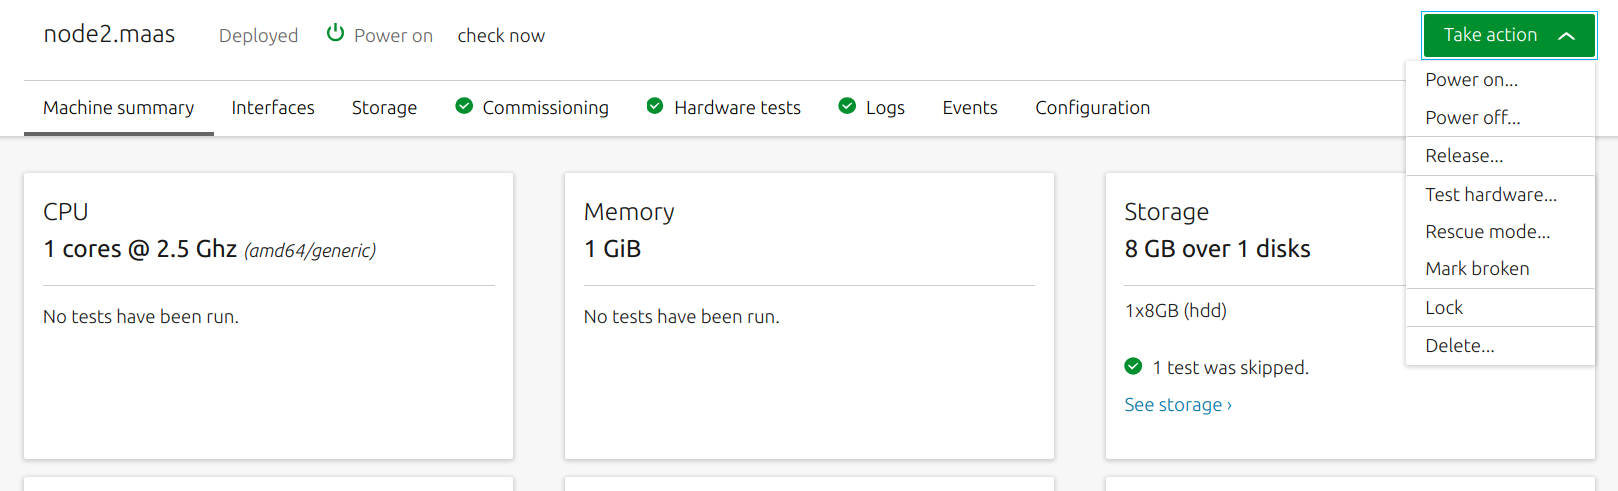 node2.maas Deployed Power on check now Take action
Machine summary Interfaces Storage Commissioning Hardware tests Logs Events Configuration
Power on...
Power off...
Release...
Test hardware...
Rescue mode...
Mark broken
Lock
Delete...
CPU
1 cores @ 2.5 Ghz (amd64/generic)
No tests have been run.
Memory
1 GiB
No tests have been run.
Storage
8 GB over 1 disks
1x8GB (hdd)
1 test was skipped.
See storage ›